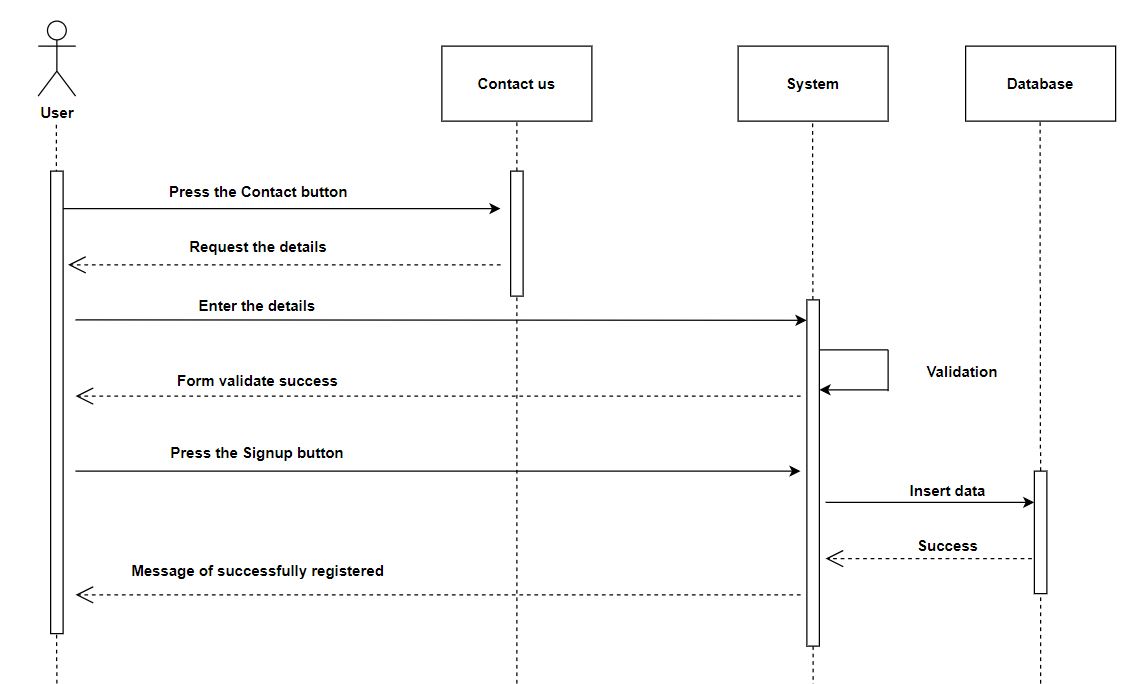 User
Contact us
System
Database
Press the Contact button
Request the details
Enter the details
Validation
Form validate success
Press the Signup button
Insert data
Success
Message of successfully registered